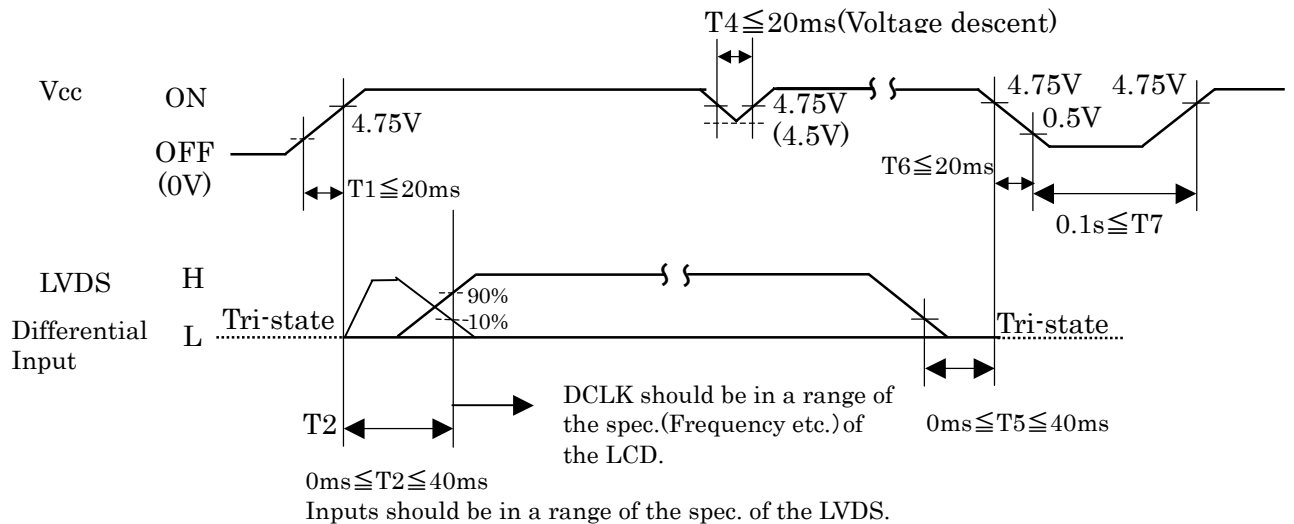 T4≦20ms(Voltage descent)
Vcc
ON
4.75V
4.75V
(4.5V)
4.75V
4.75V
0.5V
OFF
(0V)
T1≦20ms
T6≦20ms
0.1s≦T7
LVDS
Differential
Input
H
L
Tri-state
90%
10%
Tri-state
T2
DCLK should be in a range of
the spec.(Frequency etc.)of
the LCD.
0ms≦T5≦40ms
0ms≦T2≦40ms
Inputs should be in a range of the spec. of the LVDS.